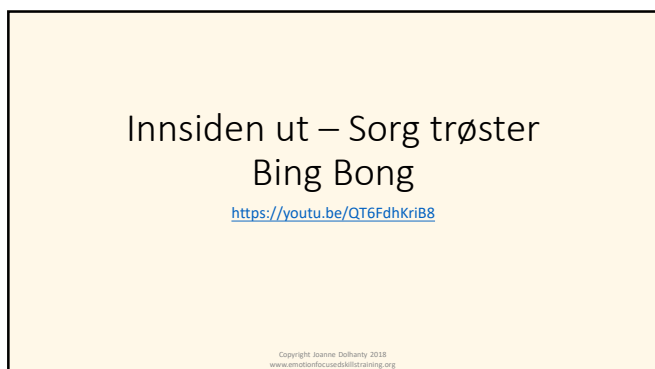 Innsiden ut – Sorg trøster
Bing Bong
https://youtu.be/QT6FdhKriB8
Copyright Joanne Dolhanty 2018
www.emotionfocusedskillstraining.org